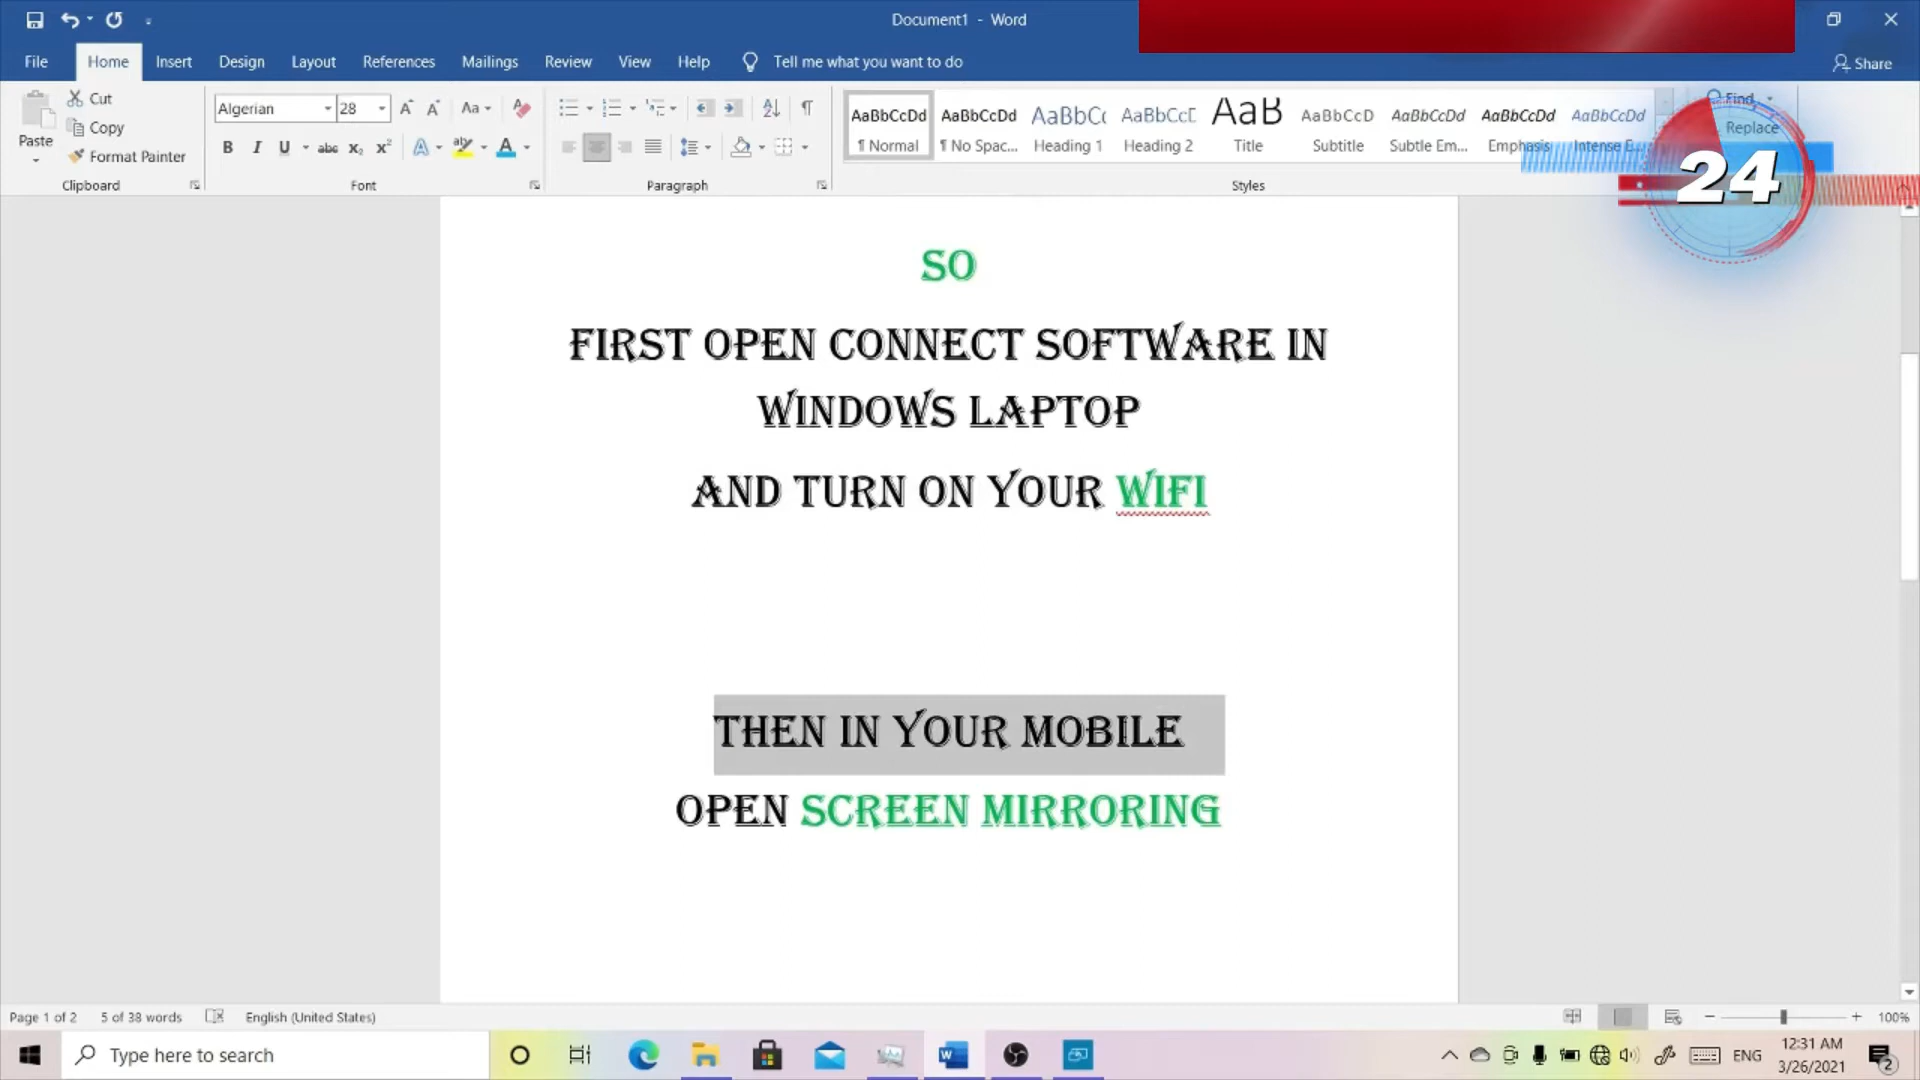 Document1 - Word
File Home Insert Design Layout References Mailings Review View Help Tell me what you want to do Share
Cut
Copy
Format Painter
Paste
Clipboard
Algerian 28
Font
Paragraph
AaBbCcDd AaBbCcDd AaBbCc AaBbCcE AaB AaBbCcD AaBbCcDd AaBbCcDd AaBbCcDd
¶ Normal ¶ No Spac... Heading 1 Heading 2 Title Subtitle Subtle Em... Emphasis Intense E...
Styles
Find
Replace
24
SO
FIRST OPEN CONNECT SOFTWARE IN
WINDOWS LAPTOP
AND TURN ON YOUR WIFI
THEN IN YOUR MOBILE
OPEN SCREEN MIRRORING
Page 1 of 2 5 of 38 words English (United States) 100%
Type here to search
ENG
12:31 AM
3/26/2021
2